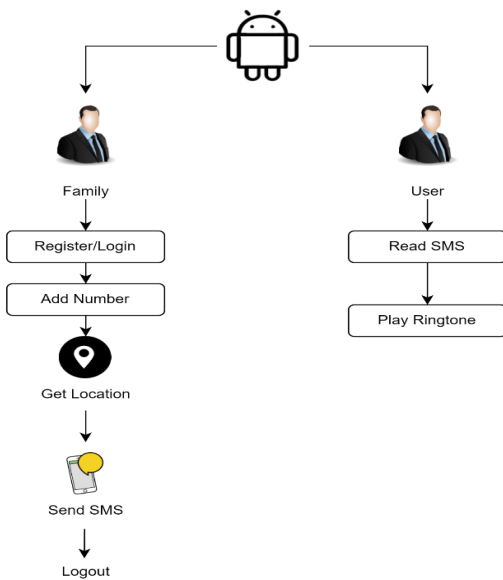 Family
User
Register/Login
Read SMS
Add Number
Play Ringtone
Get Location
Send SMS
Logout